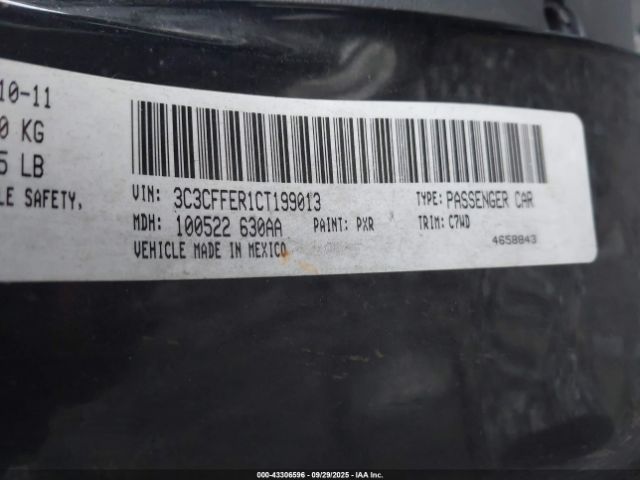 10-11
0 KG
5 LB
LE SAFETY,
VIN: 3C3CFFER1CT199013 TYPE: PASSENGER CAR
MDH: 100522 630AA PAINT: PXR TRIM: C7WD
VEHICLE MADE IN MEXICO 4658843
000-43306596 - 09/29/2025 - IAA Inc.